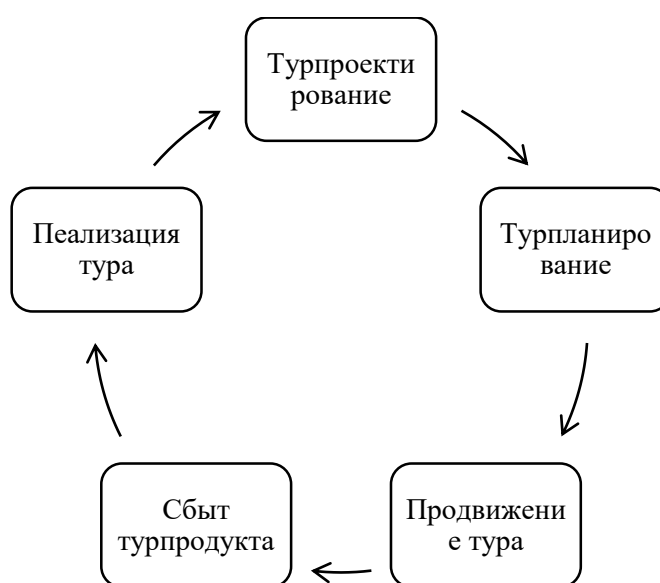 Турпроекти
рование
Турпланиро
вание
Продвижени
е тура
Сбыт
турпродукта
Пеализация
тура